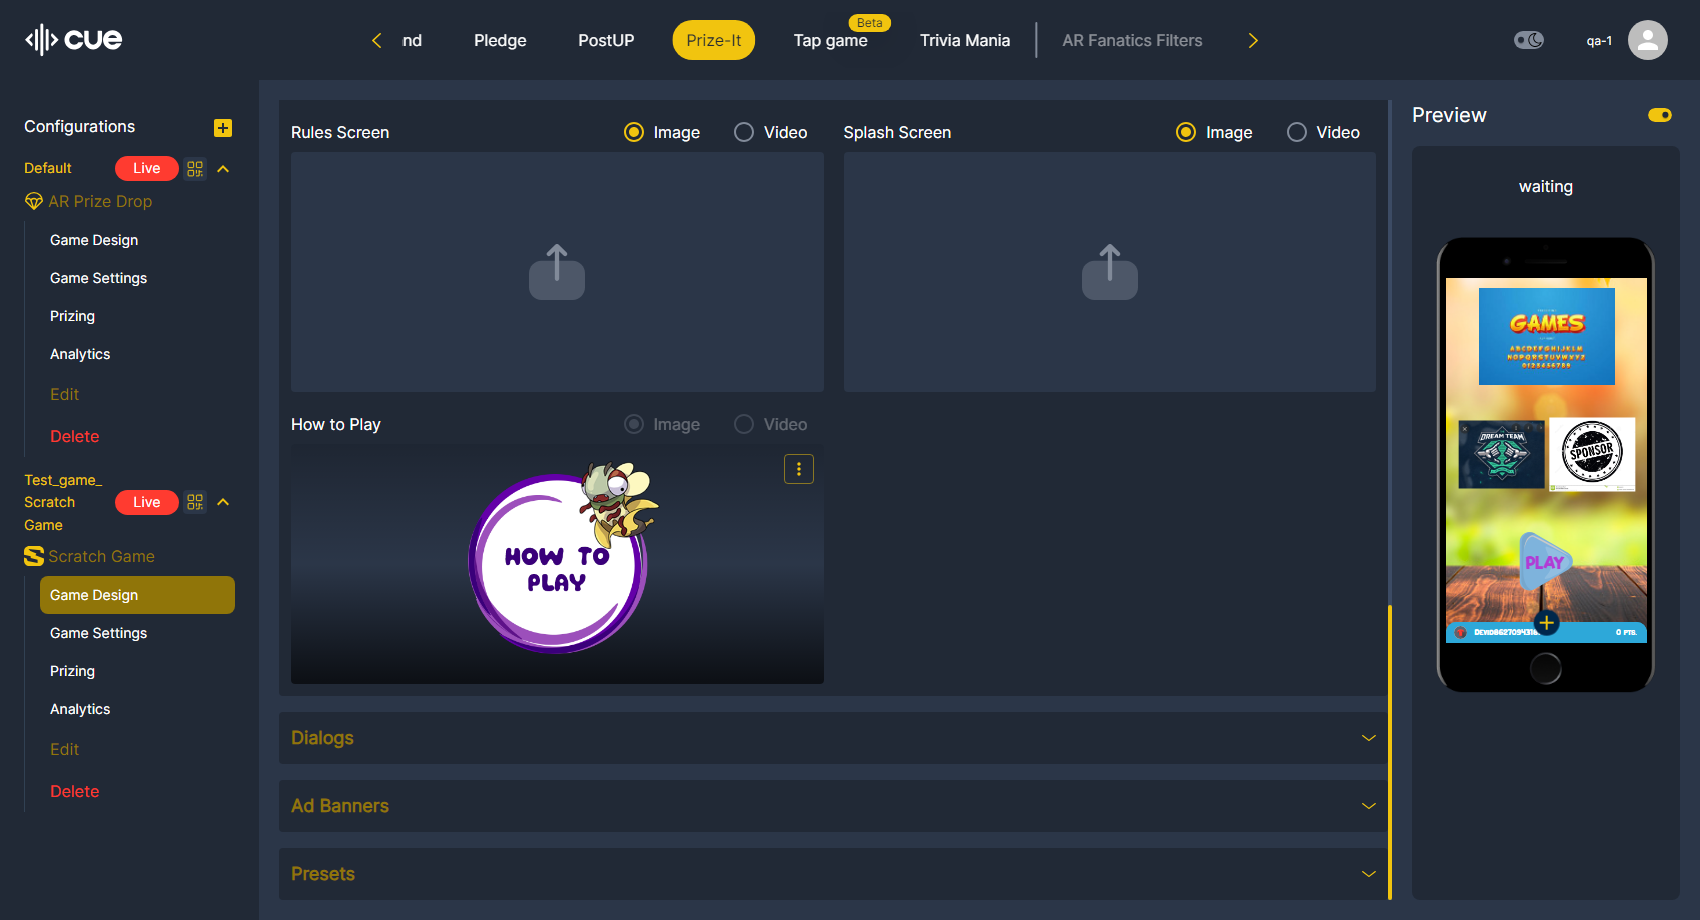 cue
nd
Pledge
PostUP
Prize-It
Beta
Tap game
Trivia Mania
AR Fanatics Filters
qa-1
Configurations
Default
Live
AR Prize Drop
Game Design
Game Settings
Prizing
Analytics
Edit
Delete
Test_game_
Scratch
Game
Live
Scratch Game
Game Design
Game Settings
Prizing
Analytics
Edit
Delete
Rules Screen
Image
Video
Splash Screen
Image
Video
How to Play
Image
Video
HOW TO
PLAY
Dialogs
Ad Banners
Presets
Preview
waiting
GAMES
ABCDEFGHIJKLM
NOPQRSTUVWXYZ
0123456789
DREAM TEAM
SPONSOR
PLAY
0 PTS.